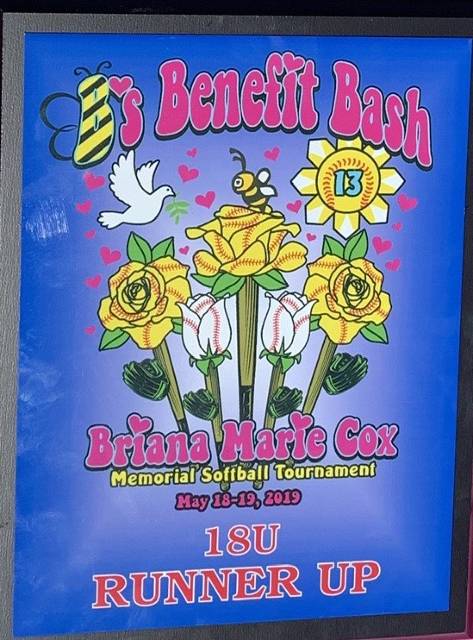 B's Benefit Bash
13
Briana Marie Cox
Memorial Softball Tournament
May 18-19, 2019
18U
RUNNER UP